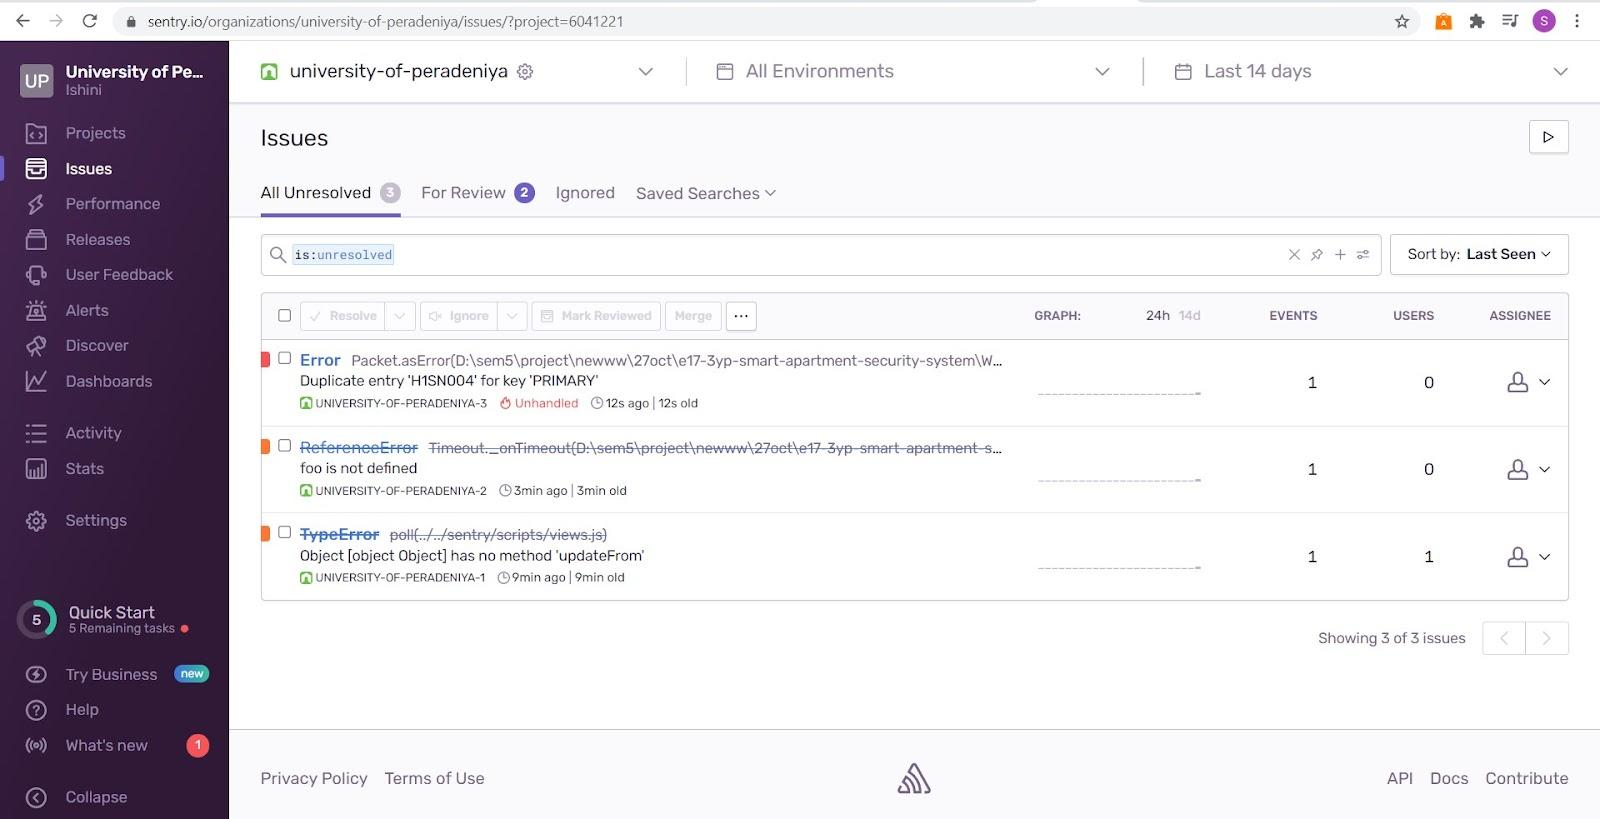 sentry.io/organizations/university-of-peradeniya/issues/?project=6041221
A
S
UP
University of Pe...
Ishini
Projects
Issues
Performance
Releases
User Feedback
Alerts
Discover
Dashboards
Activity
Stats
Settings
5
Quick Start
5 Remaining tasks
Try Business new
Help
What's new 1
Collapse
university-of-peradeniya
All Environments
Last 14 days
Issues
All Unresolved 3 For Review 2 Ignored Saved Searches
is:unresolved
Sort by: Last Seen
Resolve Ignore Mark Reviewed Merge ... GRAPH: 24h 14d EVENTS USERS ASSIGNEE
Error Packet.asError(D:\sem5\project\newww\27oct\e17-3yp-smart-apartment-security-system\W...
Duplicate entry 'H1SN004' for key 'PRIMARY'
UNIVERSITY-OF-PERADENIYA-3 Unhandled 12s ago | 12s old
1 0
ReferenceError Timeout._onTimeout(D:\sem5\project\newww\27oct\e17-3yp-smart-apartment-s...
foo is not defined
UNIVERSITY-OF-PERADENIYA-2 3min ago | 3min old
1 0
TypeError poll(../../sentry/scripts/views.js)
Object [object Object] has no method 'updateFrom'
UNIVERSITY-OF-PERADENIYA-1 9min ago | 9min old
1 1
Showing 3 of 3 issues
Privacy Policy Terms of Use
API Docs Contribute